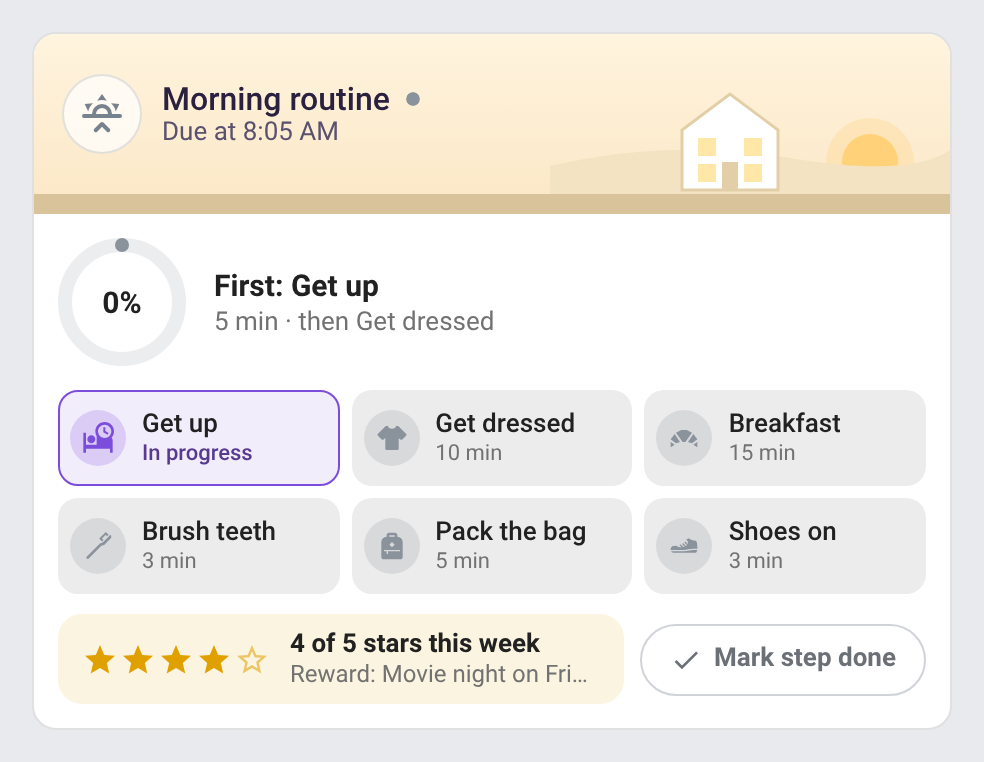 Morning routine
Due at 8:05 AM
0%
First: Get up
5 min · then Get dressed
Get up
In progress
Get dressed
10 min
Breakfast
15 min
Brush teeth
3 min
Pack the bag
5 min
Shoes on
3 min
4 of 5 stars this week
Reward: Movie night on Fri...
Mark step done